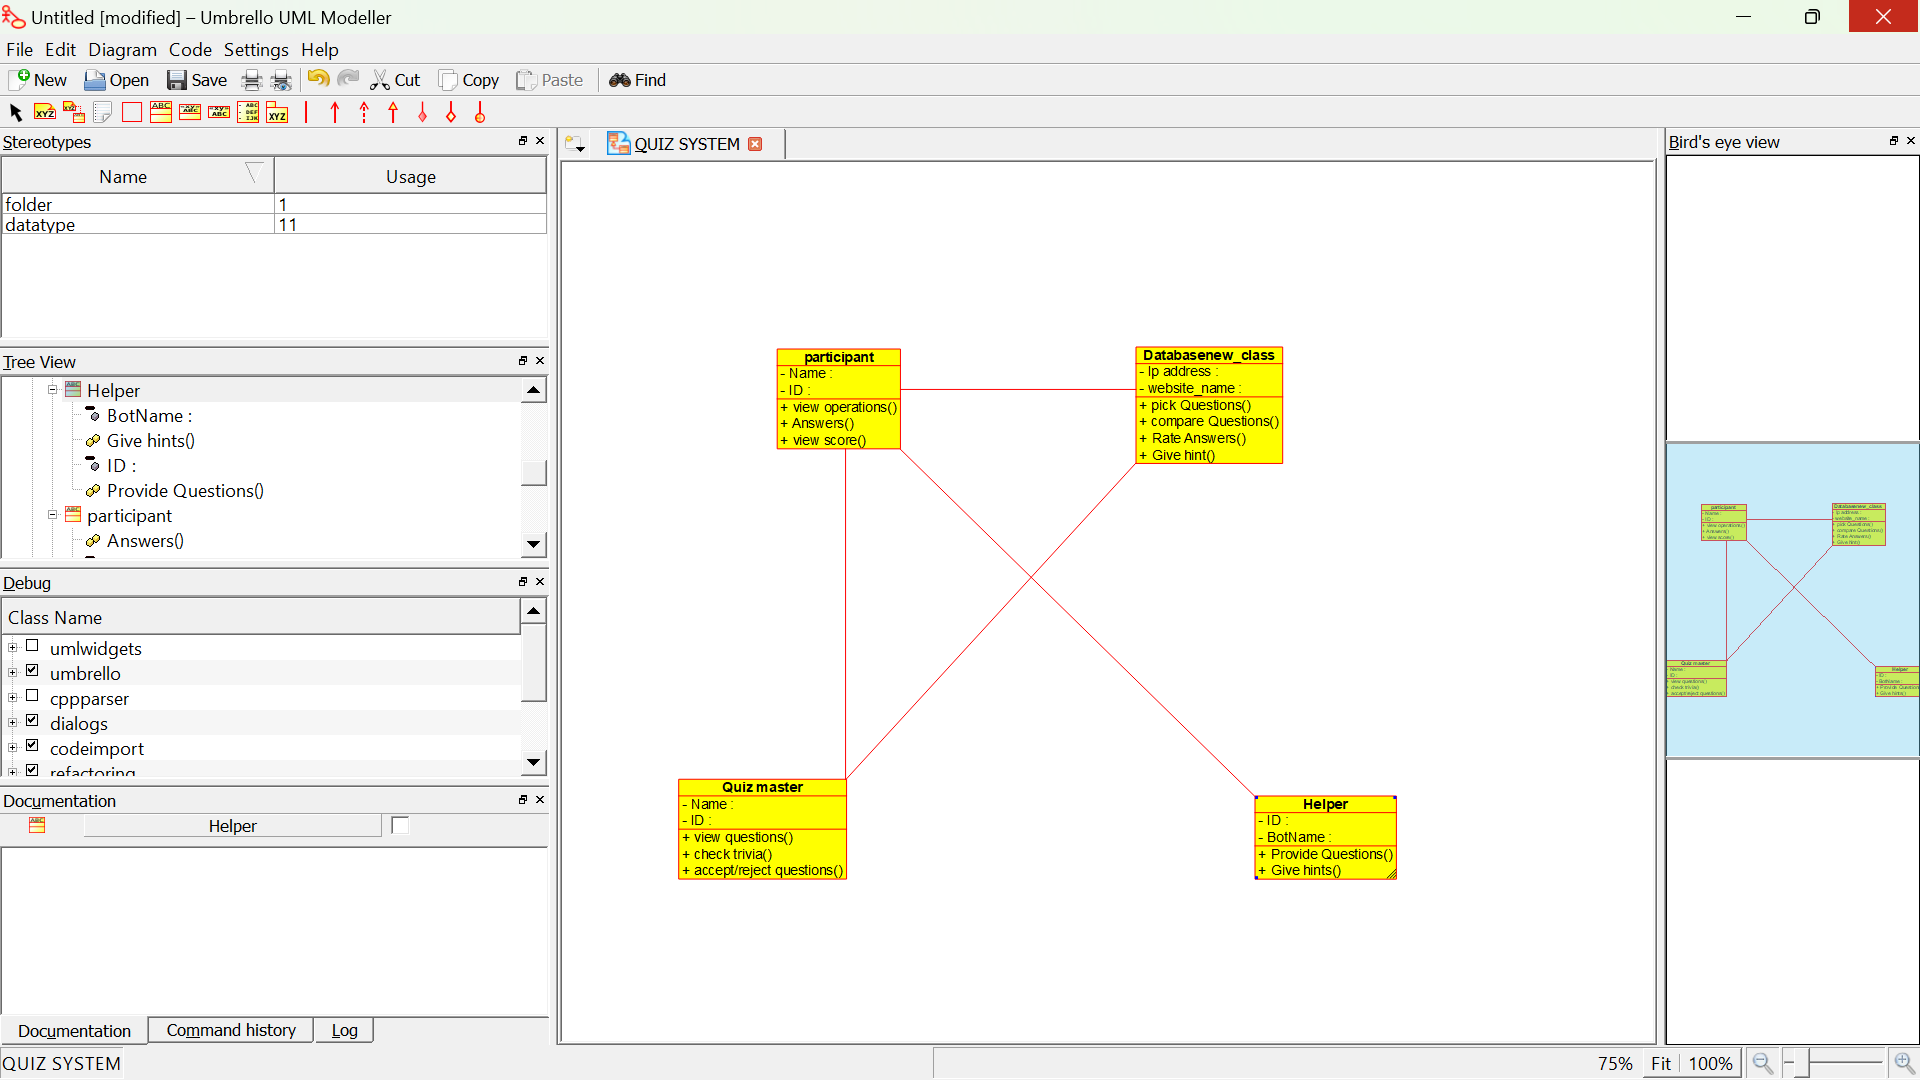 Untitled [modified] – Umbrello UML Modeller
File Edit Diagram Code Settings Help
New Open Save Cut Copy Paste Find
Stereotypes
Name Usage
folder 1
datatype 11
Tree View
Helper
BotName :
Give hints()
ID :
Provide Questions()
participant
Answers()
Debug
Class Name
umlwidgets
umbrello
cppparser
dialogs
codeimport
refactoring
Documentation
Helper
Documentation Command history Log
QUIZ SYSTEM
QUIZ SYSTEM
participant
- Name :
- ID :
+ view operations()
+ Answers()
+ view score()
Databasenew_class
- Ip address :
- website_name :
+ pick Questions()
+ compare Questions()
+ Rate Answers()
+ Give hint()
Quiz master
- Name :
- ID :
+ view questions()
+ check trivia()
+ accept/reject questions()
Helper
- ID :
- BotName :
+ Provide Questions()
+ Give hints()
Bird's eye view
75% Fit 100%